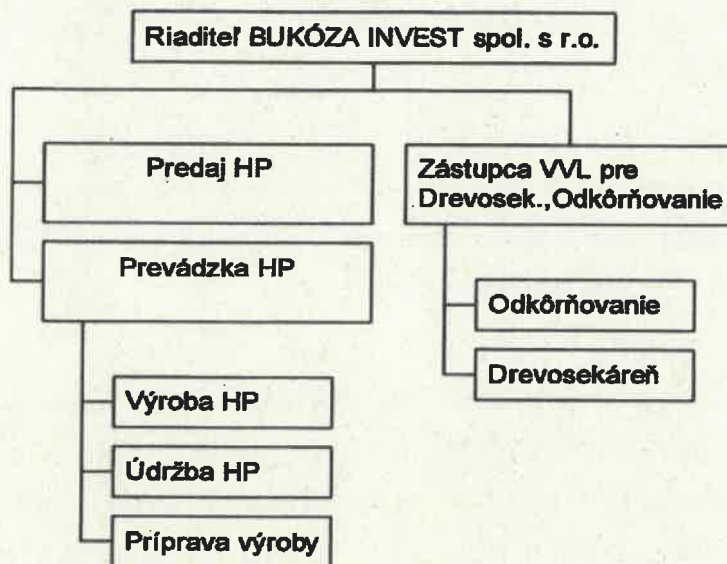 Riaditeľ BUKÓZA INVEST spol. s r.o.
Predaj HP
Zástupca VVL pre
Drevosek.,Odkôrňovanie
Prevádzka HP
Odkôrňovanie
Drevosekáreň
Výroba HP
Údržba HP
Príprava výroby